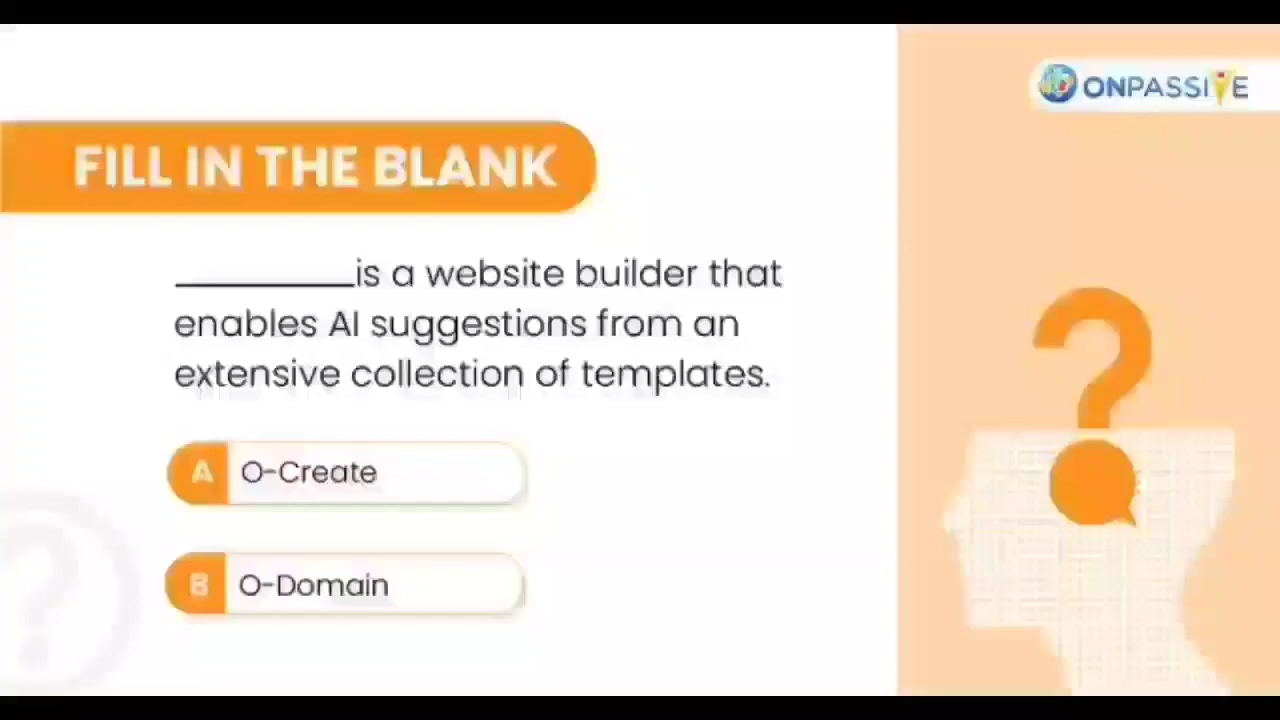 ONPASSIVE
FILL IN THE BLANK
__________is a website builder that
enables AI suggestions from an
extensive collection of templates.
A O-Create
B O-Domain